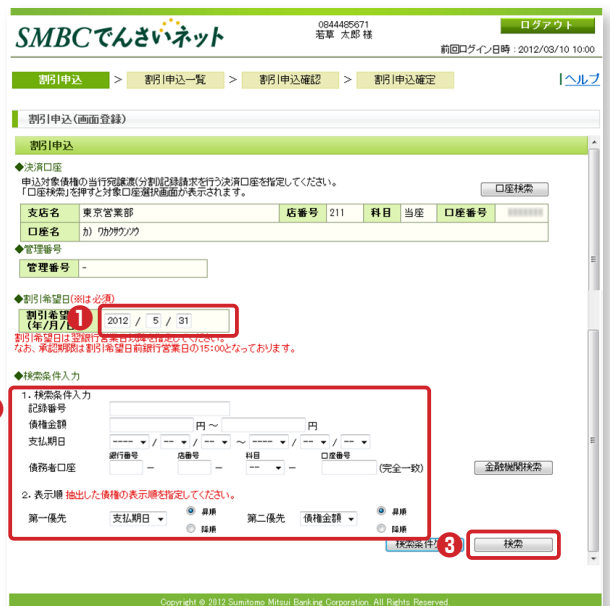 SMBCでんさいネット
0844485671
若草 太郎 様
ログアウト
前回ログイン日時：2012/03/10 10:00
割引申込 > 割引申込一覧 > 割引申込確認 > 割引申込確定
ヘルプ
割引申込(画面登録)
割引申込
◆決済口座
申込対象債権の当行宛譲渡(分割)記録請求を行う決済口座を指定してください。
「口座検索」を押すと対象口座選択画面が表示されます。
口座検索
支店名 東京営業部 店番号 211 科目 当座 口座番号
口座名 カ）ワカクサウンソウ
◆管理番号
管理番号 -
◆割引希望日(※は必須)
割引希望
(年/月/日
1
2012 / 5 / 31
割引希望日は翌銀行営業日以降を指定してください。
なお、承認期限は割引希望日前銀行営業日の15:00となっております。
◆検索条件入力
1．検索条件入力
記録番号
債権金額 円～ 円
支払期日 ---- / -- / -- ～ ---- / -- / --
銀行番号 店番号 科目 口座番号
債務者口座 － － -- － (完全一致)
金融機関検索
2．表示順 抽出した債権の表示順を指定してください。
第一優先 支払期日 昇順 降順 第二優先 債権金額 昇順 降順
検索条件
3
検索
Copyright © 2012 Sumitomo Mitsui Banking Corporation. All Rights Reserved.